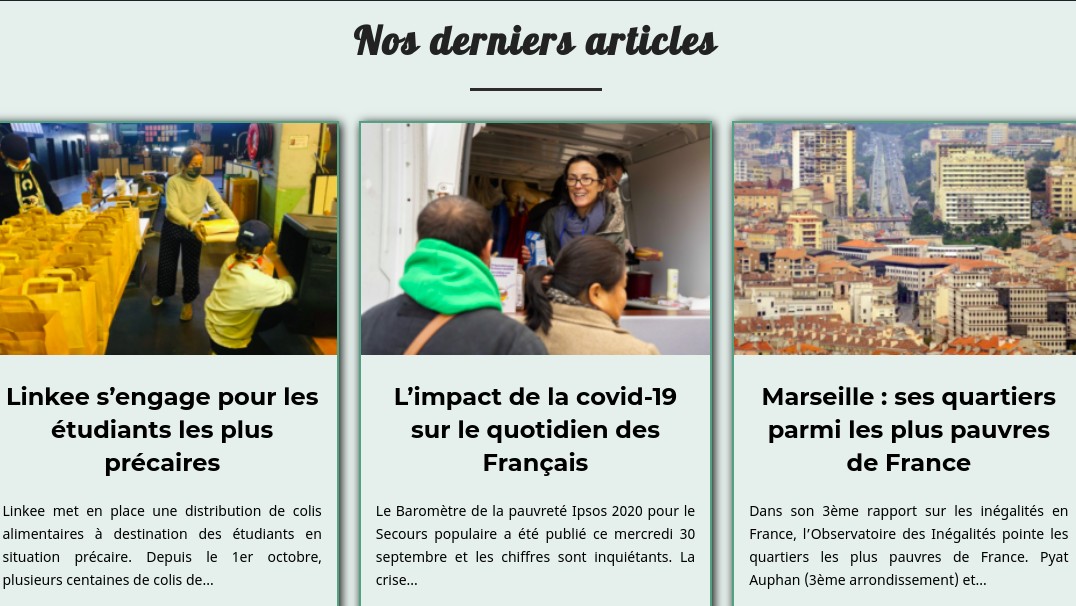 Nos derniers articles
Linkee s’engage pour les
étudiants les plus
précaires
Linkee met en place une distribution de colis
alimentaires à destination des étudiants en
situation précaire. Depuis le 1er octobre,
plusieurs centaines de colis de...
L’impact de la covid-19
sur le quotidien des
Français
Le Baromètre de la pauvreté Ipsos 2020 pour le
Secours populaire a été publié ce mercredi 30
septembre et les chiffres sont inquiétants. La
crise...
Marseille : ses quartiers
parmi les plus pauvres
de France
Dans son 3ème rapport sur les inégalités en
France, l’Observatoire des Inégalités pointe les
quartiers les plus pauvres de France. Pyat
Auphan (3ème arrondissement) et...